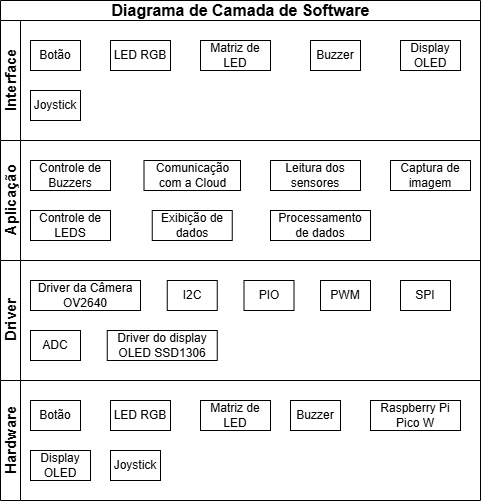 Diagrama de Camada de Software
Interface
Botão
LED RGB
Matriz de
LED
Buzzer
Display
OLED
Joystick
Aplicação
Controle de
Buzzers
Comunicação
com a Cloud
Leitura dos
sensores
Captura de
imagem
Controle de
LEDS
Exibição de
dados
Processamento
de dados
Driver
Driver da Câmera
OV2640
I2C
PIO
PWM
SPI
ADC
Driver do display
OLED SSD1306
Hardware
Botão
LED RGB
Matriz de
LED
Buzzer
Raspberry Pi
Pico W
Display
OLED
Joystick